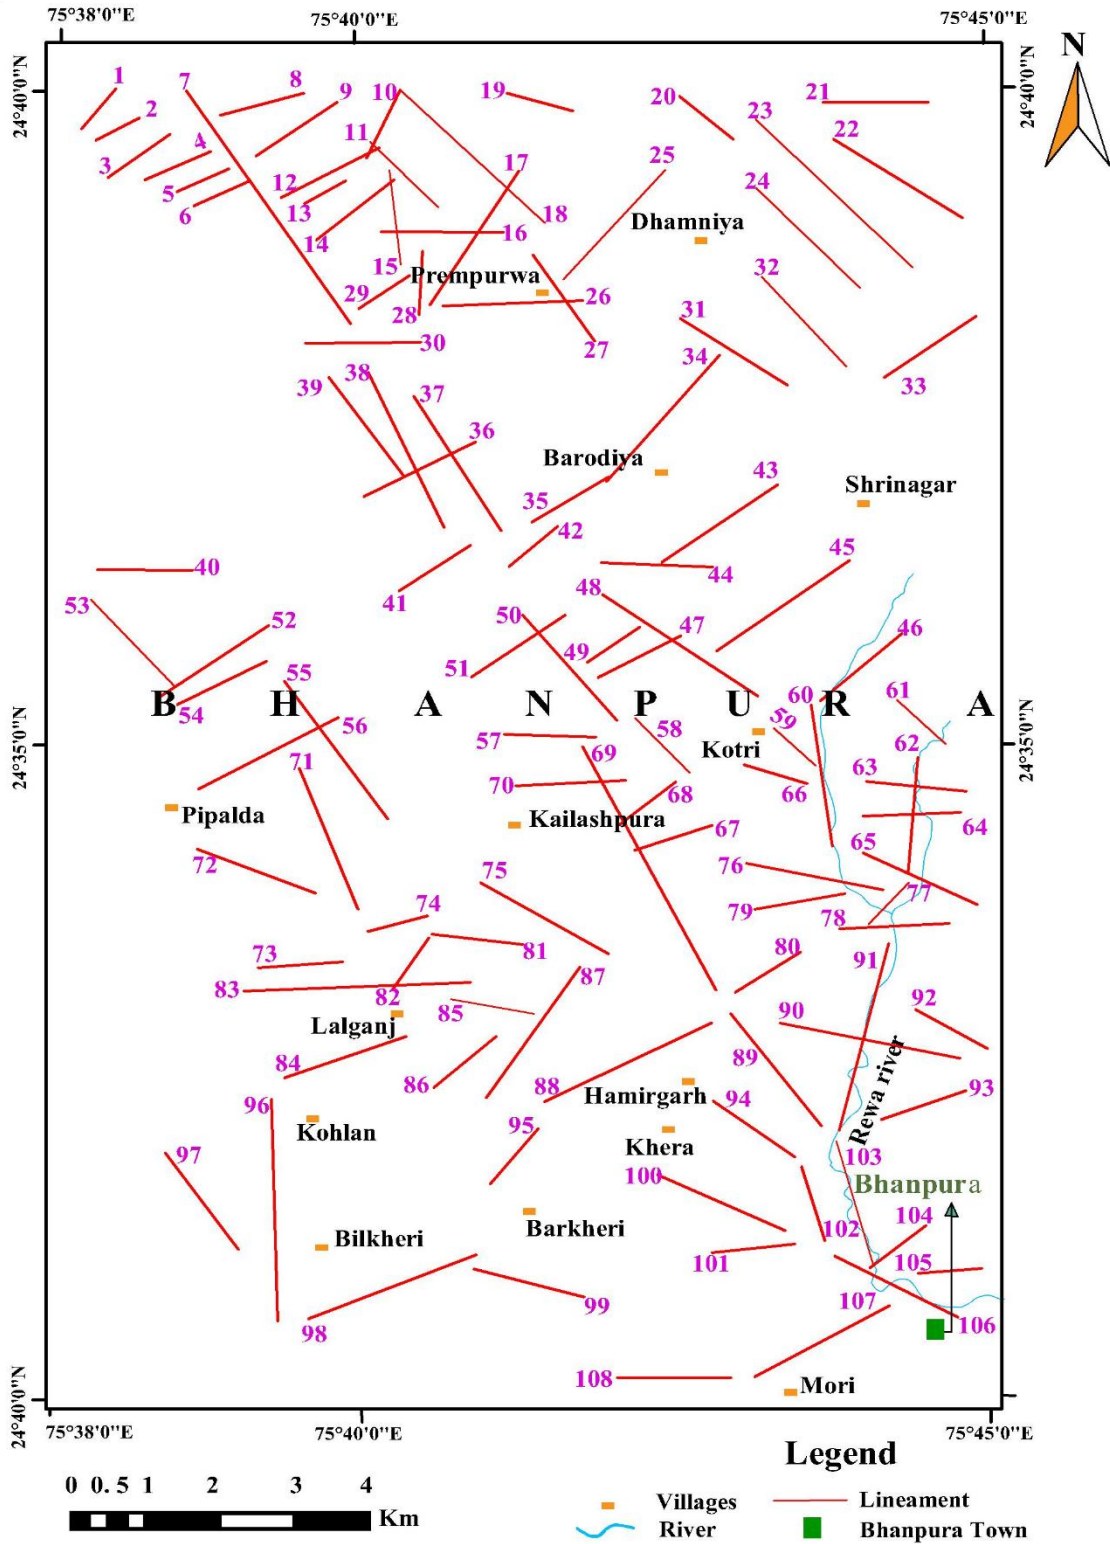 75°38'0"E 75°40'0"E 75°45'0"E
N
24°40'0"N 24°40'0"N
1 7 8 9 10 19 20 21
2 23
3 4 11 22
5 12 17 25
6 13 24
14 18
Dhamniya
16
15 Prempurwa 32
29 26
28 31
30 27 34
39 38 33
37
36
Barodiya 43
Shrinagar
35
42
45
40 44
53 41 48
50 46
52 47
51 49
55 61
54
B H A N P U R A
56 58 59 60
57 62
69 Kotri
24°35'0"N 24°35'0"N
71 63
70 68 66
Pipalda Kailashpura 64
67
72 65
75 76
77
74 79 78
73 81 80
91
83 87
82 85 92
Lalganj 90
Rewa river
84 89
86 88 93
96 Hamirgarh 94
95
Kohlan Khera
97 103
100
Bhanpura
Barkheri 102 104
Bilkheri
101 105
99 107
98 106
108 Mori
24°40'0"N
75°38'0"E 75°40'0"E 75°45'0"E
Legend
0 0.5 1 2 3 4
Km
Villages Lineament
River Bhanpura Town